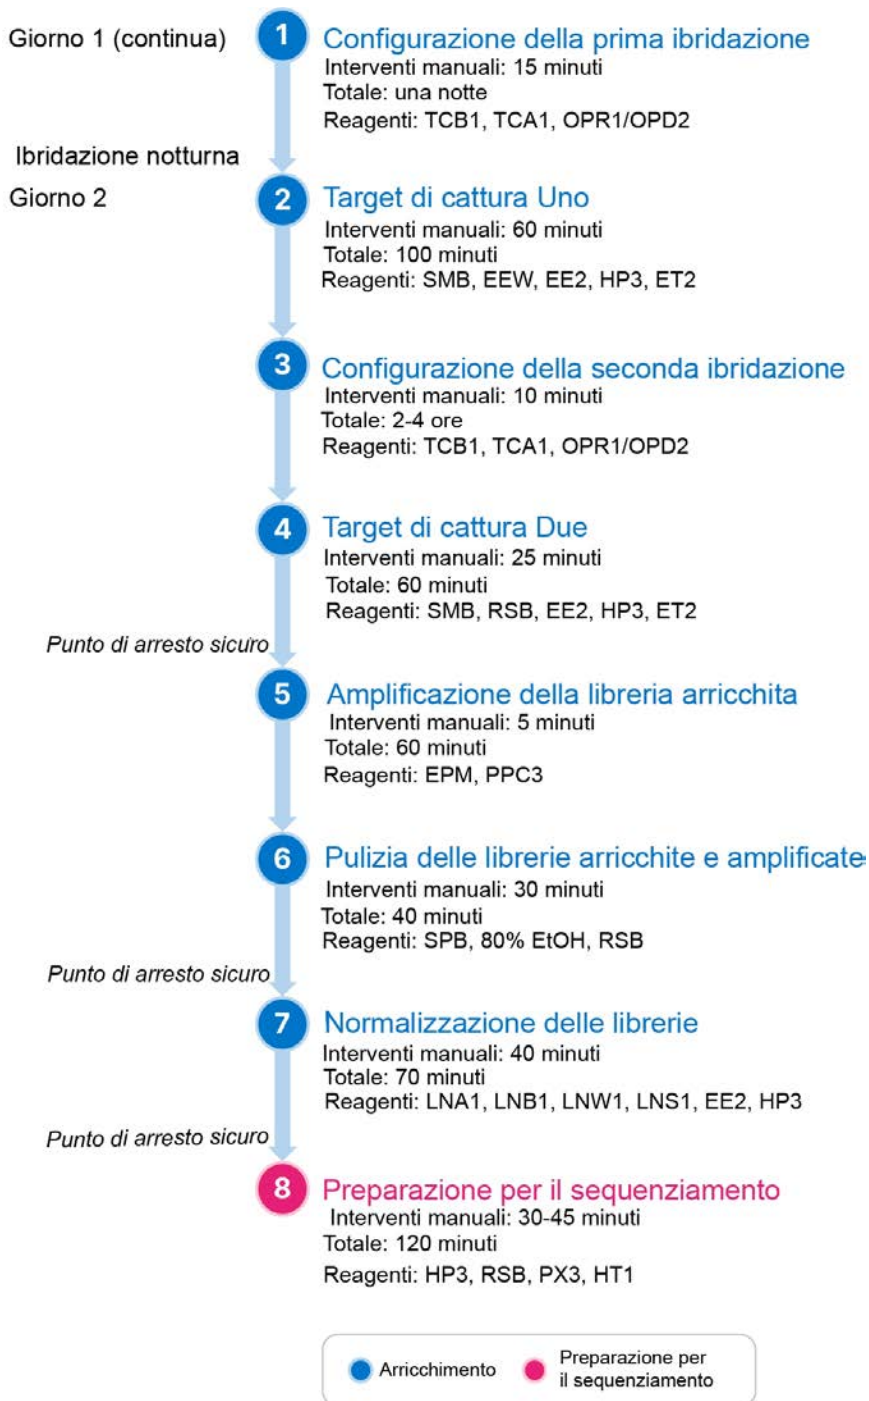 Giorno 1 (continua)
1
Configurazione della prima ibridazione
Interventi manuali: 15 minuti
Totale: una notte
Reagenti: TCB1, TCA1, OPR1/OPD2
Ibridazione notturna
Giorno 2
2
Target di cattura Uno
Interventi manuali: 60 minuti
Totale: 100 minuti
Reagenti: SMB, EEW, EE2, HP3, ET2
3
Configurazione della seconda ibridazione
Interventi manuali: 10 minuti
Totale: 2-4 ore
Reagenti: TCB1, TCA1, OPR1/OPD2
4
Target di cattura Due
Interventi manuali: 25 minuti
Totale: 60 minuti
Reagenti: SMB, RSB, EE2, HP3, ET2
Punto di arresto sicuro
5
Amplificazione della libreria arricchita
Interventi manuali: 5 minuti
Totale: 60 minuti
Reagenti: EPM, PPC3
6
Pulizia delle librerie arricchite e amplificate
Interventi manuali: 30 minuti
Totale: 40 minuti
Reagenti: SPB, 80% EtOH, RSB
Punto di arresto sicuro
7
Normalizzazione delle librerie
Interventi manuali: 40 minuti
Totale: 70 minuti
Reagenti: LNA1, LNB1, LNW1, LNS1, EE2, HP3
Punto di arresto sicuro
8
Preparazione per il sequenziamento
Interventi manuali: 30-45 minuti
Totale: 120 minuti
Reagenti: HP3, RSB, PX3, HT1
Arricchimento
Preparazione per
il sequenziamento